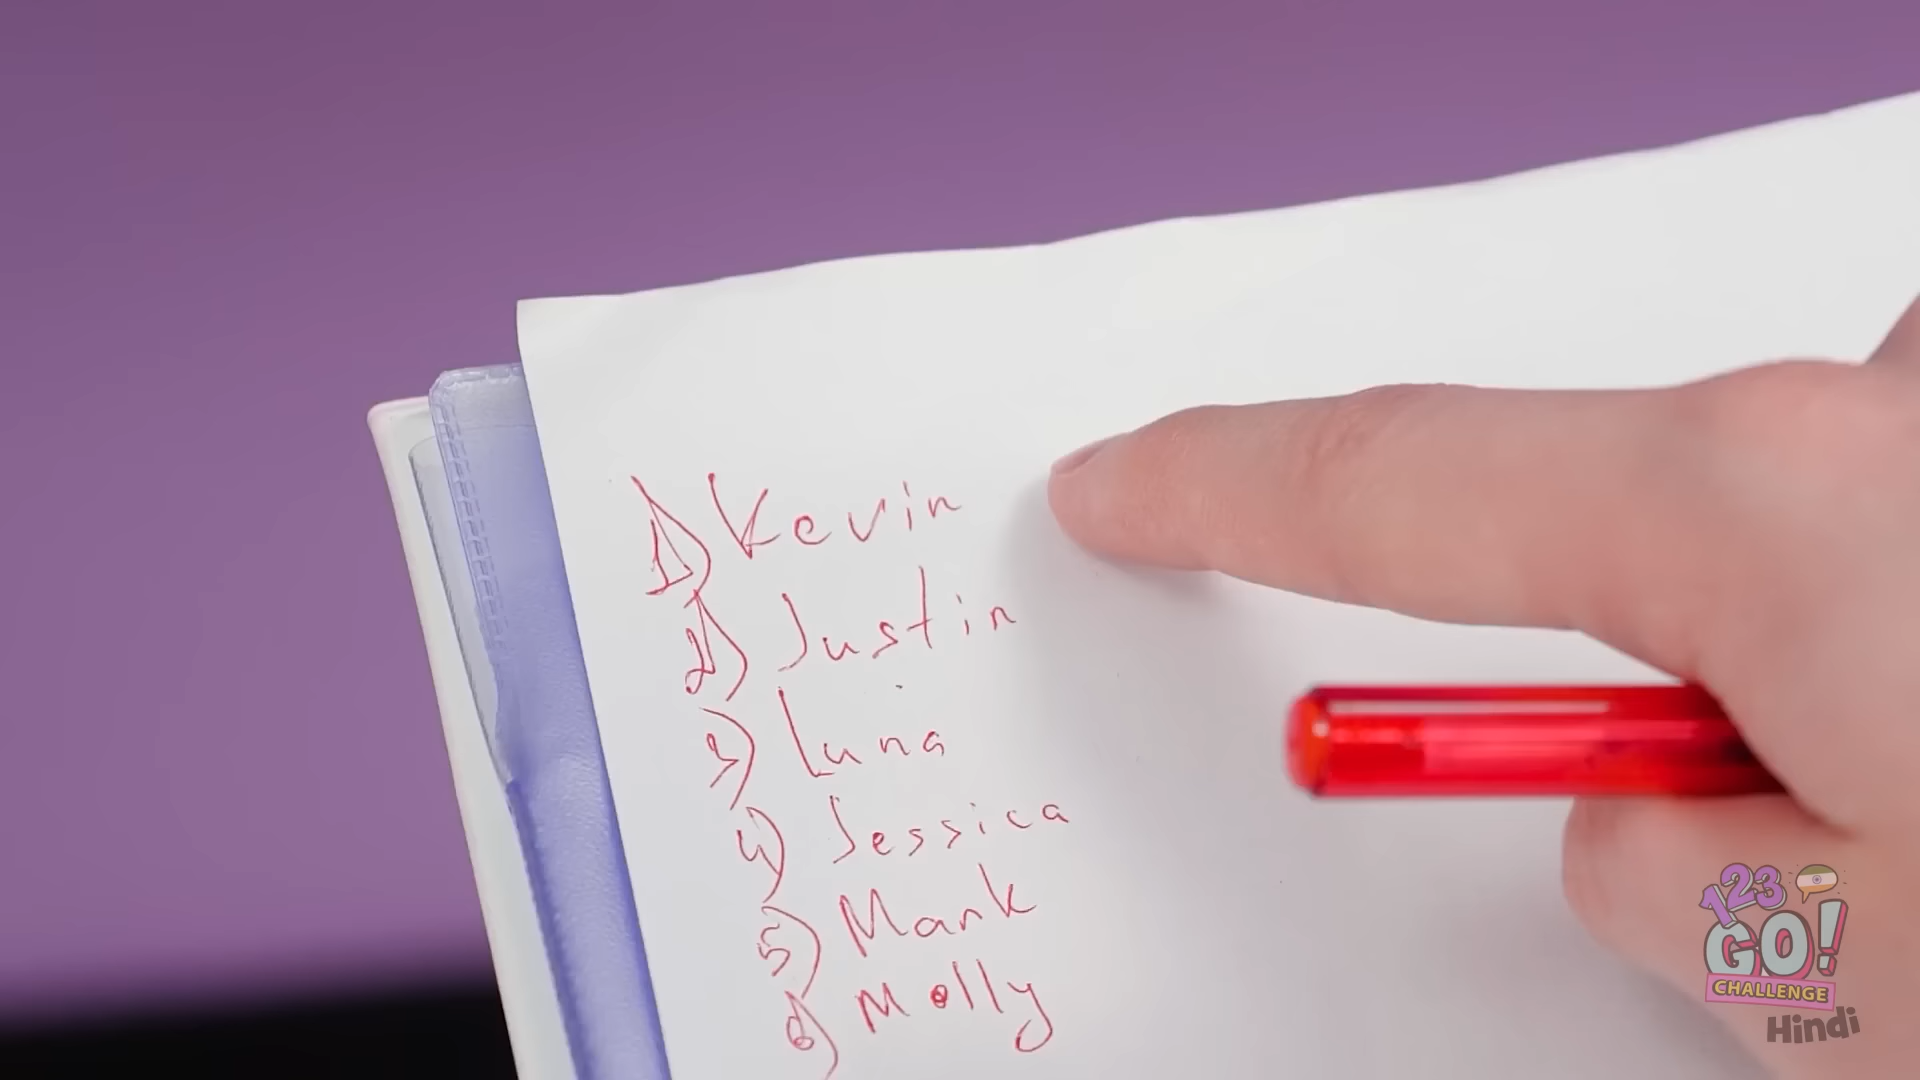 1) Kevin
2) Justin
3) Luna
4) Jessica
5) Mark
6) Molly
123
GO!
CHALLENGE
Hindi